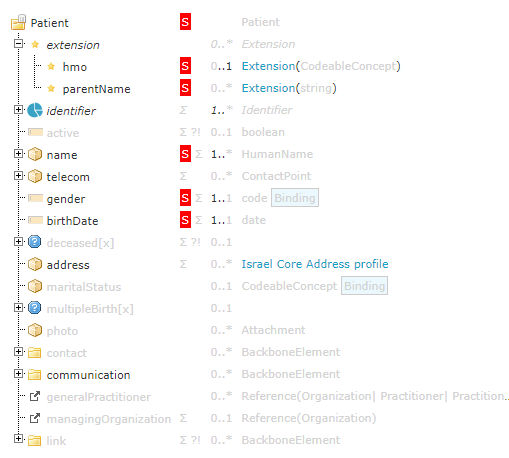 Patient S Patient
extension 0..* Extension
hmo S 0..1 Extension(CodeableConcept)
parentName S 0..* Extension(string)
identifier Σ 1..* Identifier
active Σ ?! 0..1 boolean
name S Σ 1..* HumanName
telecom Σ 0..* ContactPoint
gender S Σ 1..1 code Binding
birthDate S Σ 1..1 date
deceased[x] Σ ?! 0..1
address Σ 0..* Israel Core Address profile
maritalStatus 0..1 CodeableConcept Binding
multipleBirth[x] 0..1
photo 0..* Attachment
contact 0..* BackboneElement
communication 0..* BackboneElement
generalPractitioner 0..* Reference(Organization| Practitioner| Practition...
managingOrganization Σ 0..1 Reference(Organization)
link Σ ?! 0..* BackboneElement